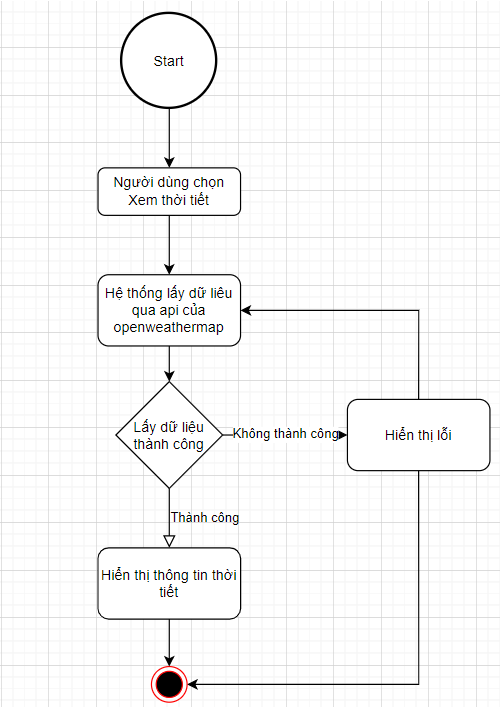 Start
Người dùng chọn
Xem thời tiết
Hệ thống lấy dữ liêu
qua api của
openweathermap
Lấy dữ liệu
thành công
Không thành công
Hiển thị lỗi
Thành công
Hiển thị thông tin thời
tiết